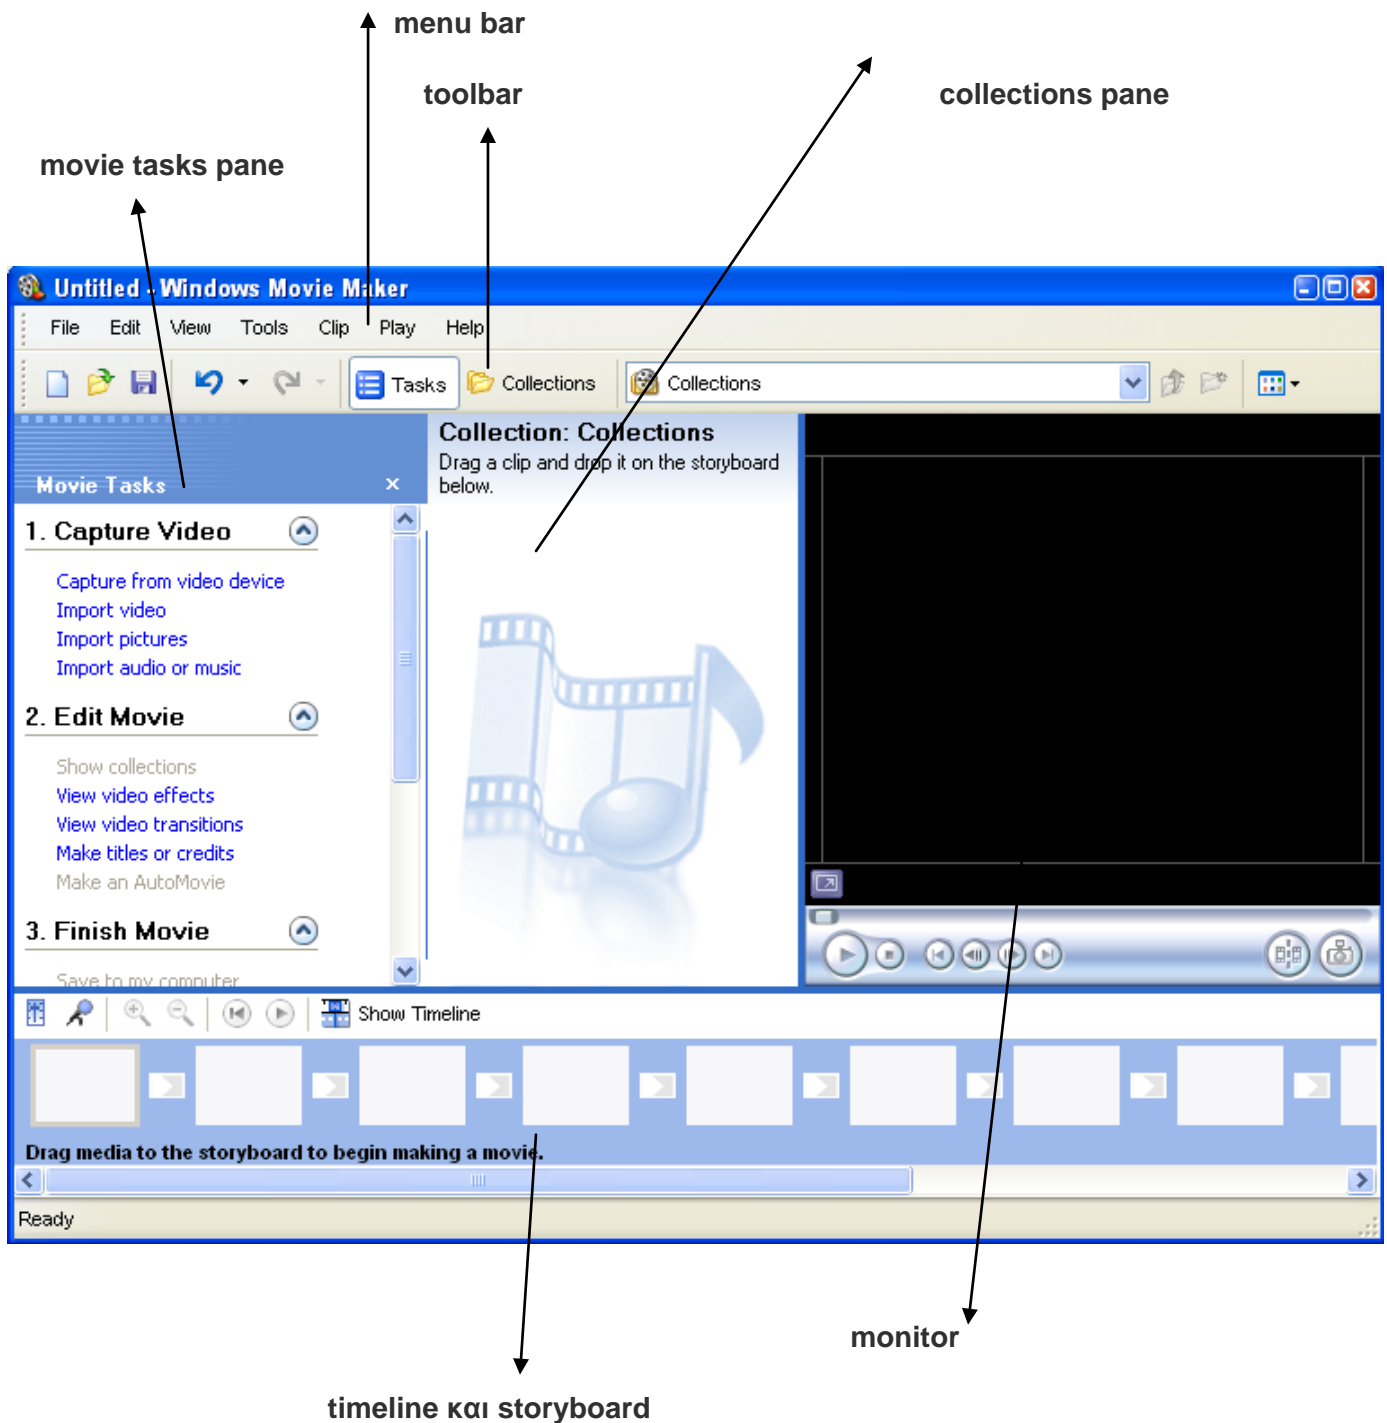 menu bar
toolbar
collections pane
movie tasks pane
Untitled - Windows Movie Maker
File Edit View Tools Clip Play Help
Tasks Collections Collections
Movie Tasks
Collection: Collections
Drag a clip and drop it on the storyboard
below.
1. Capture Video
Capture from video device
Import video
Import pictures
Import audio or music
2. Edit Movie
Show collections
View video effects
View video transitions
Make titles or credits
Make an AutoMovie
3. Finish Movie
Save to my computer
Show Timeline
Drag media to the storyboard to begin making a movie.
Ready
monitor
timeline και storyboard